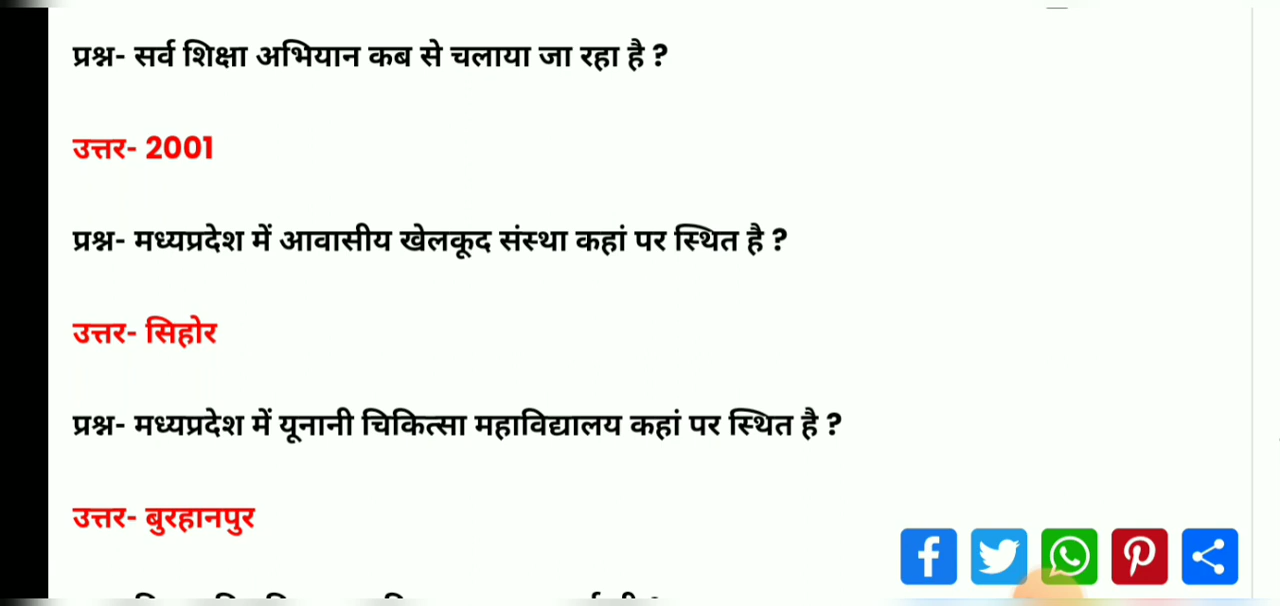 प्रश्न- सर्व शिक्षा अभियान कब से चलाया जा रहा है ?
उत्तर- 2001
प्रश्न- मध्यप्रदेश में आवासीय खेलकूद संस्था कहां पर स्थित है ?
उत्तर- सिहोर
प्रश्न- मध्यप्रदेश में यूनानी चिकित्सा महाविद्यालय कहां पर स्थित है ?
उत्तर- बुरहानपुर